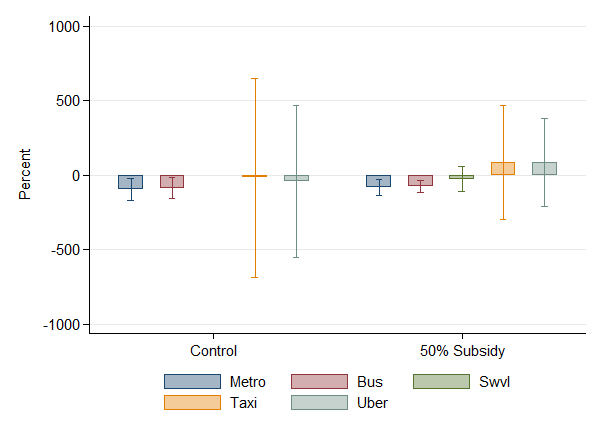 1000
500
0
-500
-1000
Percent
Control 50% Subsidy
Metro Bus Swvl
Taxi Uber